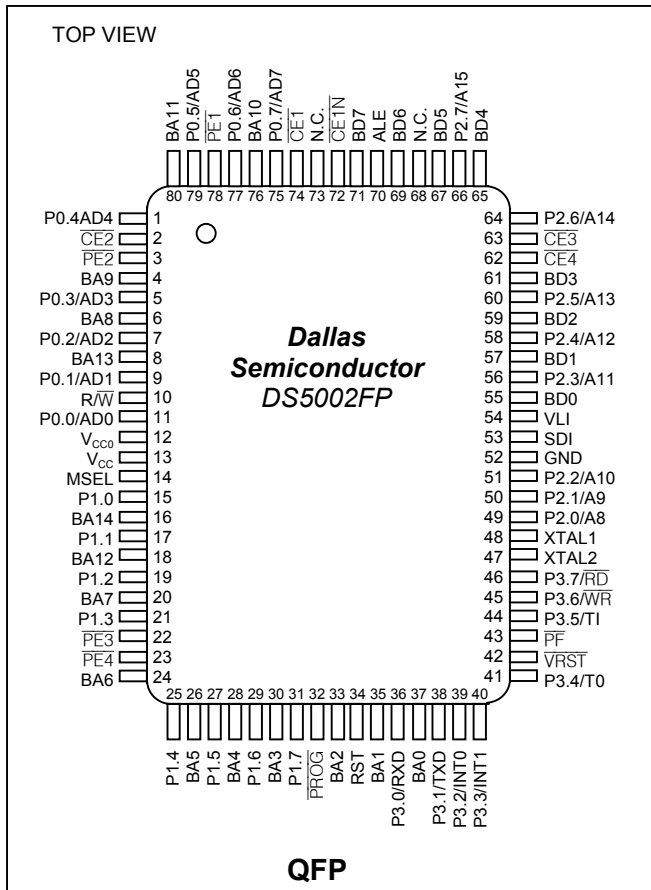 TOP VIEW
BA11
P0.5/AD5
PE1
P0.6/AD6
BA10
P0.7/AD7
CE1
N.C.
CE1N
BD7
ALE
BD6
N.C.
BD5
P2.7/A15
BD4
80 79 78 77 76 75 74 73 72 71 70 69 68 67 66 65
P0.4AD4 1
CE2 2
PE2 3
BA9 4
P0.3/AD3 5
BA8 6
P0.2/AD2 7
BA13 8
P0.1/AD1 9
R/W 10
P0.0/AD0 11
VCC0 12
VCC 13
MSEL 14
P1.0 15
BA14 16
P1.1 17
BA12 18
P1.2 19
BA7 20
P1.3 21
PE3 22
PE4 23
BA6 24
Dallas
Semiconductor
DS5002FP
64 P2.6/A14
63 CE3
62 CE4
61 BD3
60 P2.5/A13
59 BD2
58 P2.4/A12
57 BD1
56 P2.3/A11
55 BD0
54 VLI
53 SDI
52 GND
51 P2.2/A10
50 P2.1/A9
49 P2.0/A8
48 XTAL1
47 XTAL2
46 P3.7/RD
45 P3.6/WR
44 P3.5/TI
43 PF
42 VRST
41 P3.4/T0
25 26 27 28 29 30 31 32 33 34 35 36 37 38 39 40
P1.4
BA5
P1.5
BA4
P1.6
BA3
P1.7
PROG
BA2
RST
BA1
P3.0/RXD
BA0
P3.1/TXD
P3.2/INT0
P3.3/INT1
QFP